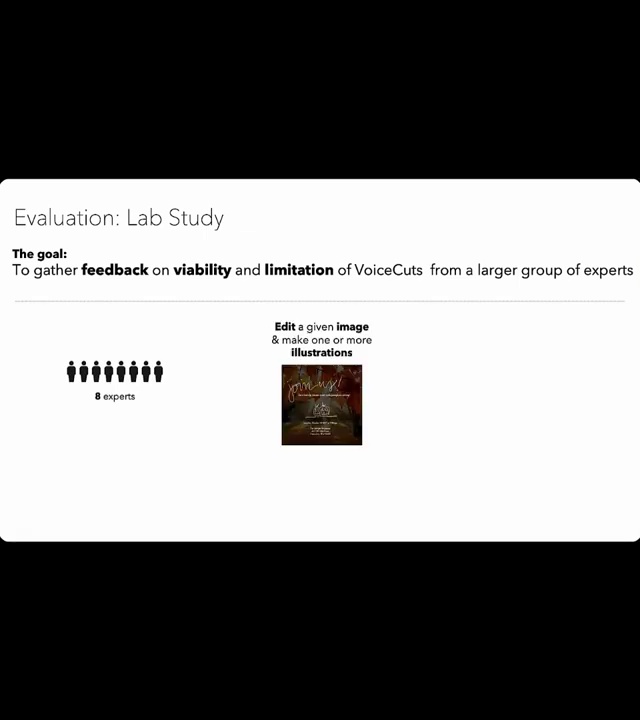 Evaluation: Lab Study
The goal:
To gather feedback on viability and limitation of VoiceCuts from a larger group of experts
Edit a given image
& make one or more
illustrations
8 experts
join us!